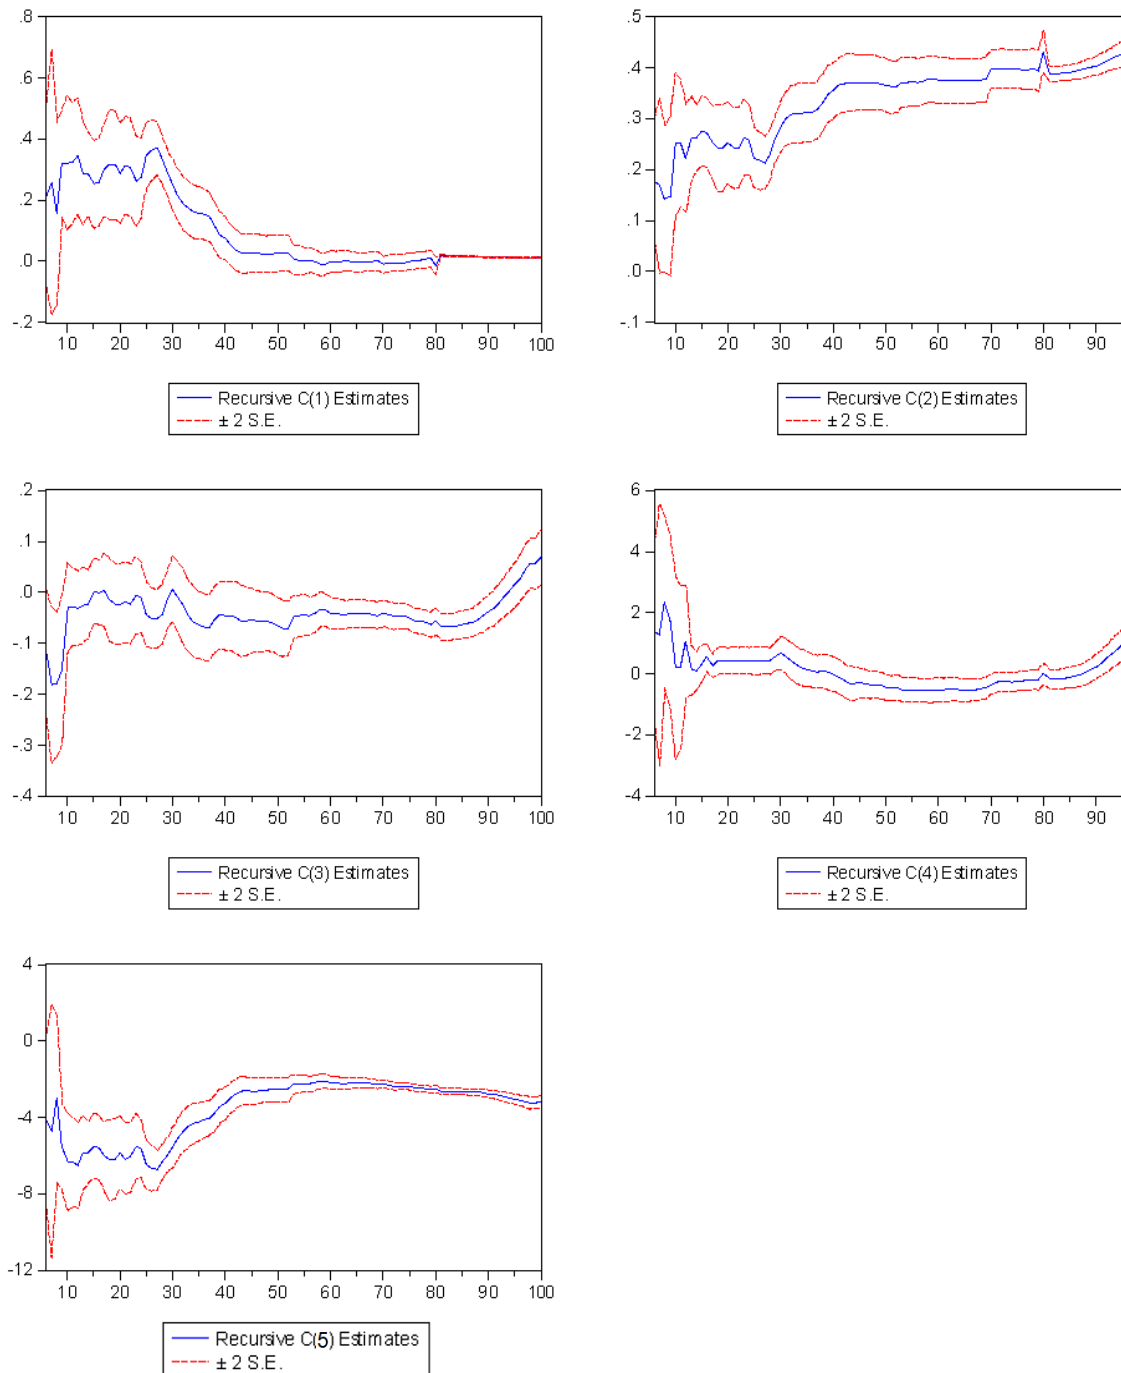 .8
.6
.4
.2
.0
-.2
10 20 30 40 50 60 70 80 90 100
Recursive C(1) Estimates
± 2 S.E.
.5
.4
.3
.2
.1
.0
-.1
10 20 30 40 50 60 70 80 90
Recursive C(2) Estimates
± 2 S.E.
.2
.1
.0
-.1
-.2
-.3
-.4
10 20 30 40 50 60 70 80 90 100
Recursive C(3) Estimates
± 2 S.E.
6
4
2
0
-2
-4
10 20 30 40 50 60 70 80 90
Recursive C(4) Estimates
± 2 S.E.
4
0
-4
-8
-12
10 20 30 40 50 60 70 80 90 100
Recursive C(5) Estimates
± 2 S.E.